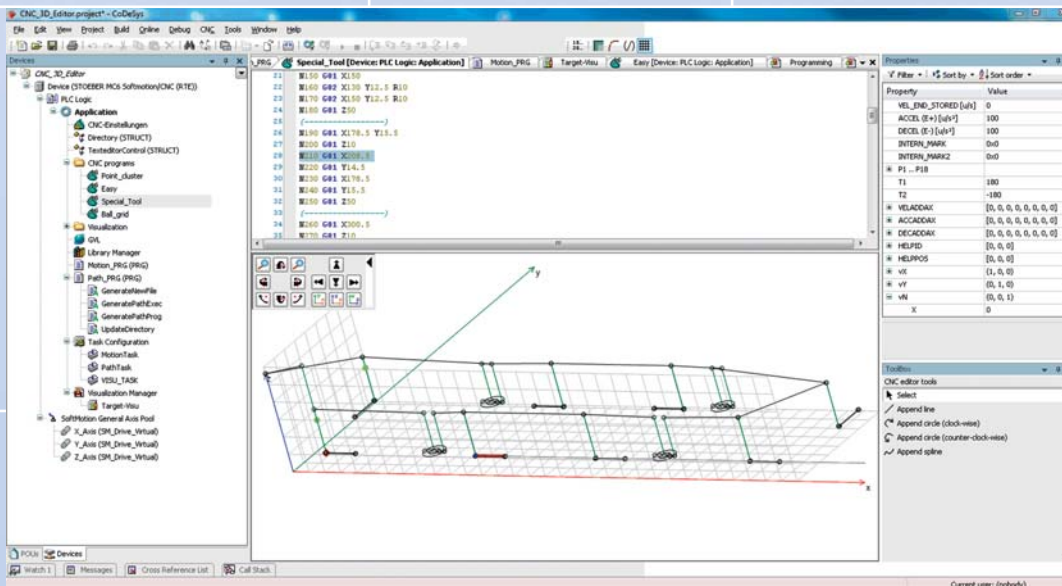 CNC_3D_Editor.project* - CoDeSys
File Edit View Project Build Online Debug CNC Tools Window Help
Devices
CNC_3D_Editor
Device (STOEBER MC6 Softmotion/CNC (RTE))
PLC Logic
Application
CNC-Einstellungen
Directory (STRUCT)
TexteditorControl (STRUCT)
CNC programs
Point_cluster
Easy
Special_Tool
Ball_grid
Visualization
GVL
Library Manager
Motion_PRG (PRG)
Path_PRG (PRG)
GenerateNewFile
GeneratePathExec
GeneratePathProg
UpdateDirectory
Task Configuration
MotionTask
PathTask
VISU_TASK
Visualization Manager
Target-Visu
SoftMotion General Axis Pool
X_Axis (SM_Drive_Virtual)
Y_Axis (SM_Drive_Virtual)
Z_Axis (SM_Drive_Virtual)
POUs Devices
_PRG Special_Tool [Device: PLC Logic: Application] Motion_PRG Target-Visu Easy [Device: PLC Logic: Application] Programming
21 N150 G01 X150
22 N160 G02 X130 Y12.5 R10
23 N170 G02 X150 Y12.5 R10
24 N180 G01 Z50
25 (------------------)
26 N190 G01 X178.5 Y15.5
27 N200 G01 Z10
28 N210 G01 X208.5
29 N220 G01 Y14.5
30 N230 G01 X178.5
31 N240 G01 Y15.5
32 N250 G01 Z50
33 (------------------)
34 N260 G01 X300.5
35 N270 G01 Z10
y
z
x
Properties
Filter Sort by Sort order
Property Value
VEL_END_STORED [u/s] 0
ACCEL (E+) [u/s²] 100
DECEL (E-) [u/s²] 100
INTERN_MARK 0x0
INTERN_MARK2 0x0
P1 .. P18
T1 180
T2 -180
VELADDAX [0, 0, 0, 0, 0, 0, 0, 0]
ACCADDAX [0, 0, 0, 0, 0, 0, 0, 0]
DECADDAX [0, 0, 0, 0, 0, 0, 0, 0]
HELPID [0, 0, 0]
HELPPOS [0, 0, 0]
vX (1, 0, 0)
vY (0, 1, 0)
vN (0, 0, 1)
X 0
ToolBox
CNC editor tools
Select
Append line
Append circle (clock-wise)
Append circle (counter-clock-wise)
Append spline
Watch 1 Messages Cross Reference List Call Stack
Current user: (nobody)